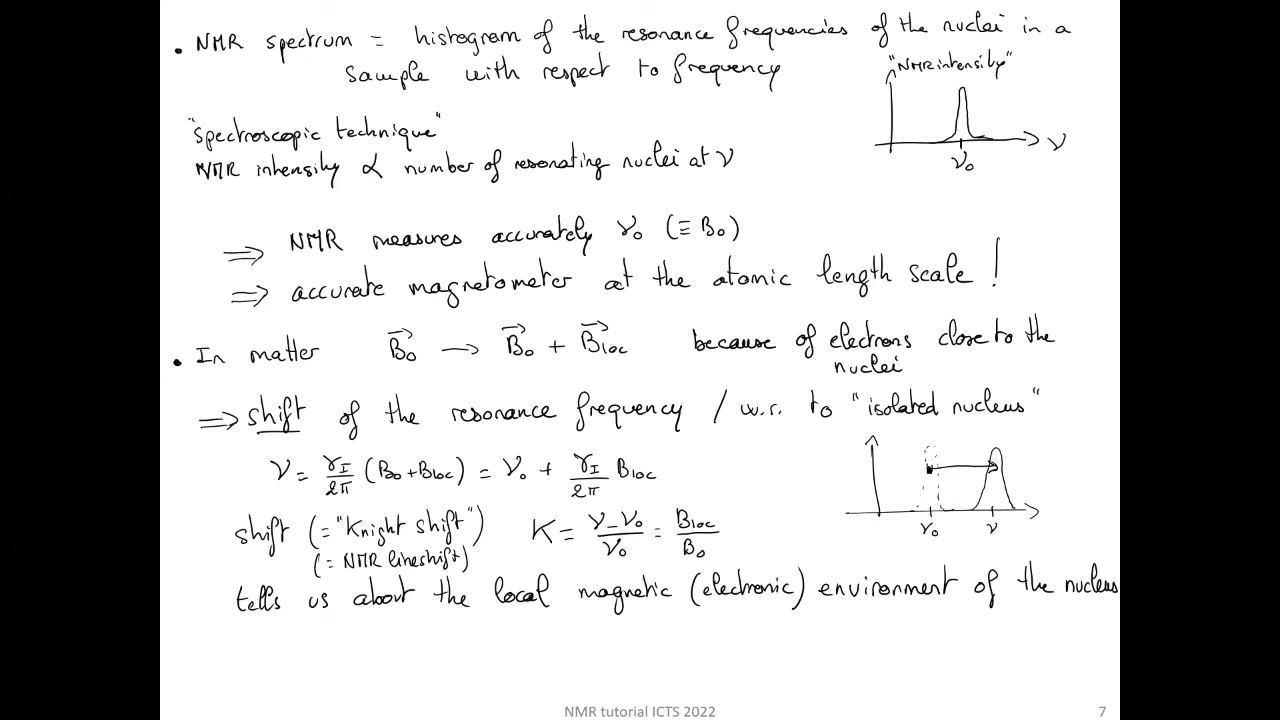 • NMR spectrum = histogram of the resonance frequencies of the nuclei in a
sample with respect to frequency
"NMR intensity"
ν
ν₀
"spectroscopic technique"
NMR intensity ∝ number of resonating nuclei at ν
⇒ NMR measures accurately ν₀ (≡ B₀)
⇒ accurate magnetometer at the atomic length scale !
• In matter B⃗₀ → B⃗₀ + B⃗loc because of electrons close to the
nuclei
⇒ shift of the resonance frequency / w.r. to "isolated nucleus"
ν = γI/2π (B₀ + Bloc) = ν₀ + γI/2π Bloc
ν₀ ν
shift (= "Knight shift") K = (ν - ν₀)/ν₀ = Bloc/B₀
(= NMR lineshift)
tells us about the local magnetic (electronic) environment of the nucleus
NMR tutorial ICTS 2022
7